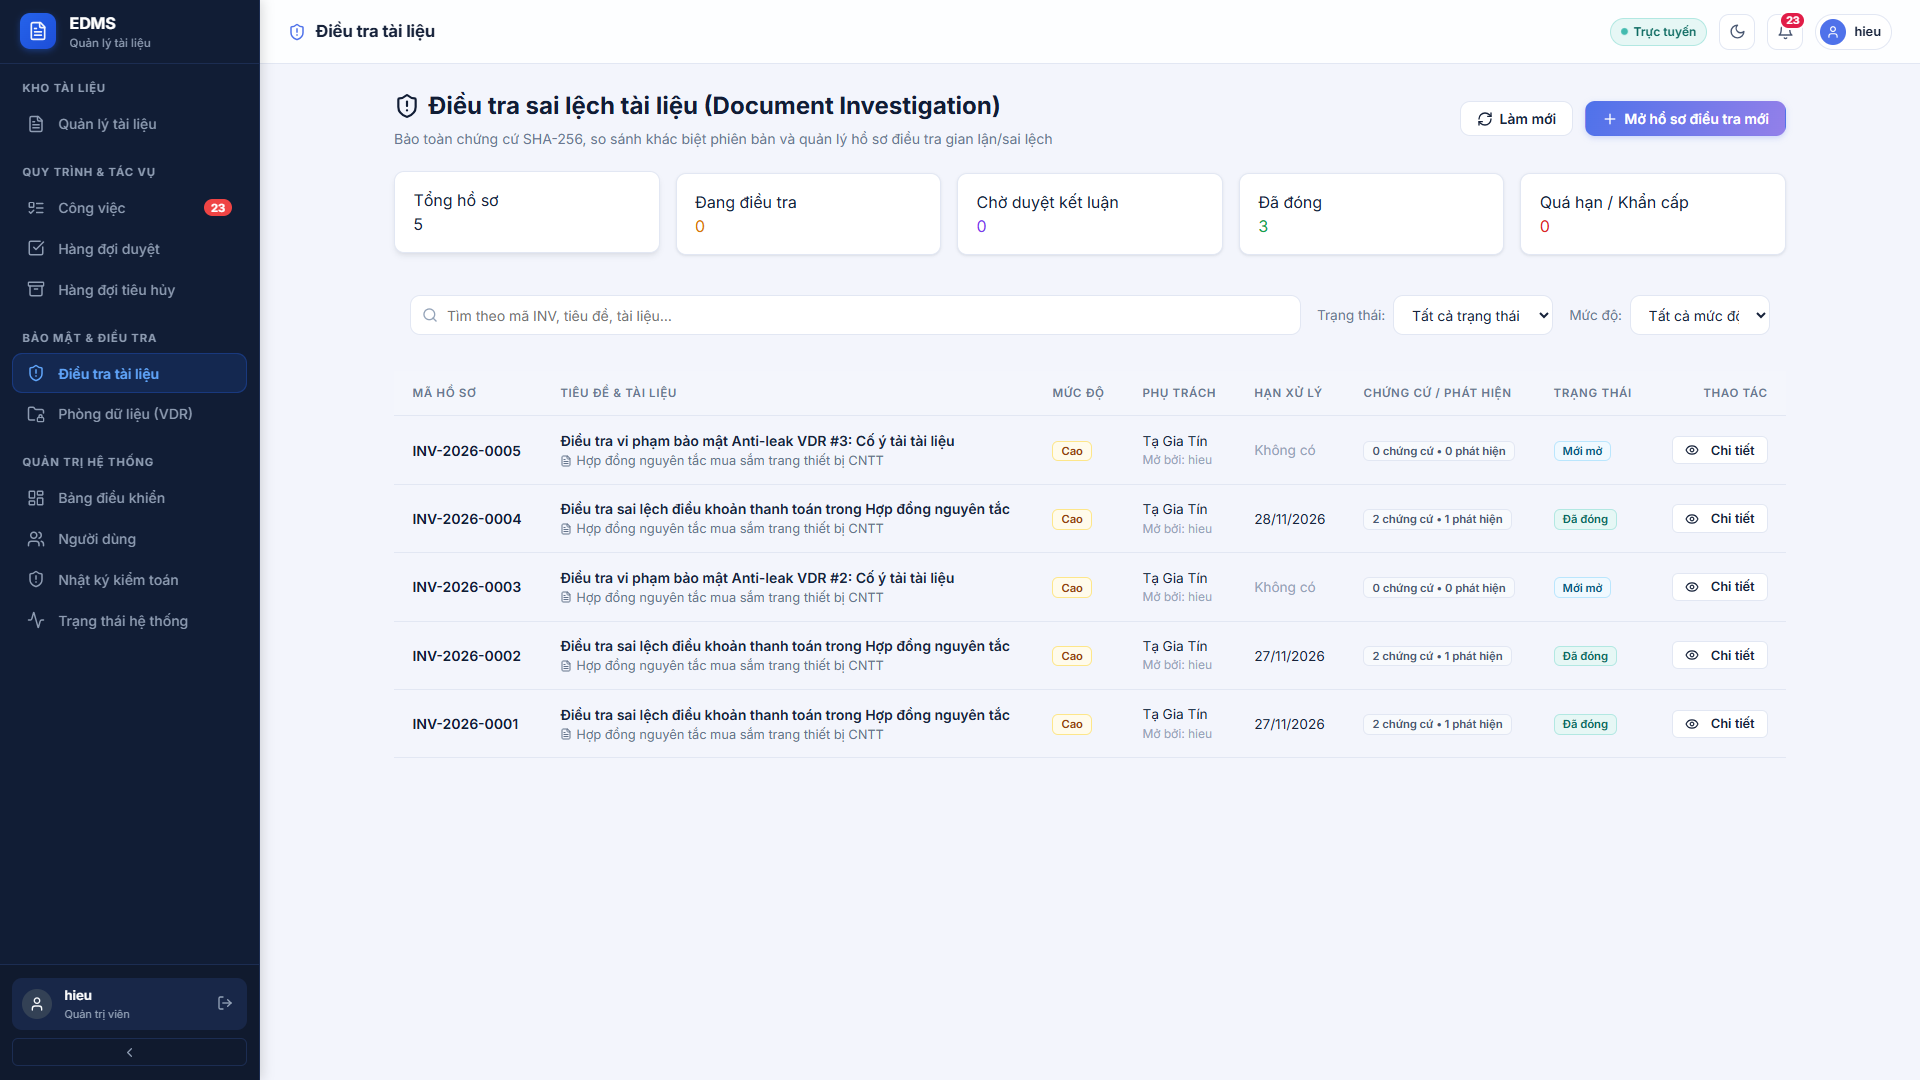 EDMS
Quản lý tài liệu
KHO TÀI LIỆU
Quản lý tài liệu
QUY TRÌNH & TÁC VỤ
Công việc
23
Hàng đợi duyệt
Hàng đợi tiêu hủy
BẢO MẬT & ĐIỀU TRA
Điều tra tài liệu
Phòng dữ liệu (VDR)
QUẢN TRỊ HỆ THỐNG
Bảng điều khiển
Người dùng
Nhật ký kiểm toán
Trạng thái hệ thống
hieu
Quản trị viên
Điều tra tài liệu
Trực tuyến
23
hieu
Điều tra sai lệch tài liệu (Document Investigation)
Bảo toàn chứng cứ SHA-256, so sánh khác biệt phiên bản và quản lý hồ sơ điều tra gian lận/sai lệch
Làm mới
Mở hồ sơ điều tra mới
Tổng hồ sơ
5
Đang điều tra
0
Chờ duyệt kết luận
0
Đã đóng
3
Quá hạn / Khẩn cấp
0
Tìm theo mã INV, tiêu đề, tài liệu...
Trạng thái:
Tất cả trạng thái
Mức độ:
Tất cả mức độ
MÃ HỒ SƠ TIÊU ĐỀ & TÀI LIỆU MỨC ĐỘ PHỤ TRÁCH HẠN XỬ LÝ CHỨNG CỨ / PHÁT HIỆN TRẠNG THÁI THAO TÁC
INV-2026-0005
Điều tra vi phạm bảo mật Anti-leak VDR #3: Cố ý tải tài liệu
Hợp đồng nguyên tắc mua sắm trang thiết bị CNTT
Cao
Tạ Gia Tín
Mở bởi: hieu
Không có
0 chứng cứ • 0 phát hiện
Mới mở
Chi tiết
INV-2026-0004
Điều tra sai lệch điều khoản thanh toán trong Hợp đồng nguyên tắc
Hợp đồng nguyên tắc mua sắm trang thiết bị CNTT
Cao
Tạ Gia Tín
Mở bởi: hieu
28/11/2026
2 chứng cứ • 1 phát hiện
Đã đóng
Chi tiết
INV-2026-0003
Điều tra vi phạm bảo mật Anti-leak VDR #2: Cố ý tải tài liệu
Hợp đồng nguyên tắc mua sắm trang thiết bị CNTT
Cao
Tạ Gia Tín
Mở bởi: hieu
Không có
0 chứng cứ • 0 phát hiện
Mới mở
Chi tiết
INV-2026-0002
Điều tra sai lệch điều khoản thanh toán trong Hợp đồng nguyên tắc
Hợp đồng nguyên tắc mua sắm trang thiết bị CNTT
Cao
Tạ Gia Tín
Mở bởi: hieu
27/11/2026
2 chứng cứ • 1 phát hiện
Đã đóng
Chi tiết
INV-2026-0001
Điều tra sai lệch điều khoản thanh toán trong Hợp đồng nguyên tắc
Hợp đồng nguyên tắc mua sắm trang thiết bị CNTT
Cao
Tạ Gia Tín
Mở bởi: hieu
27/11/2026
2 chứng cứ • 1 phát hiện
Đã đóng
Chi tiết